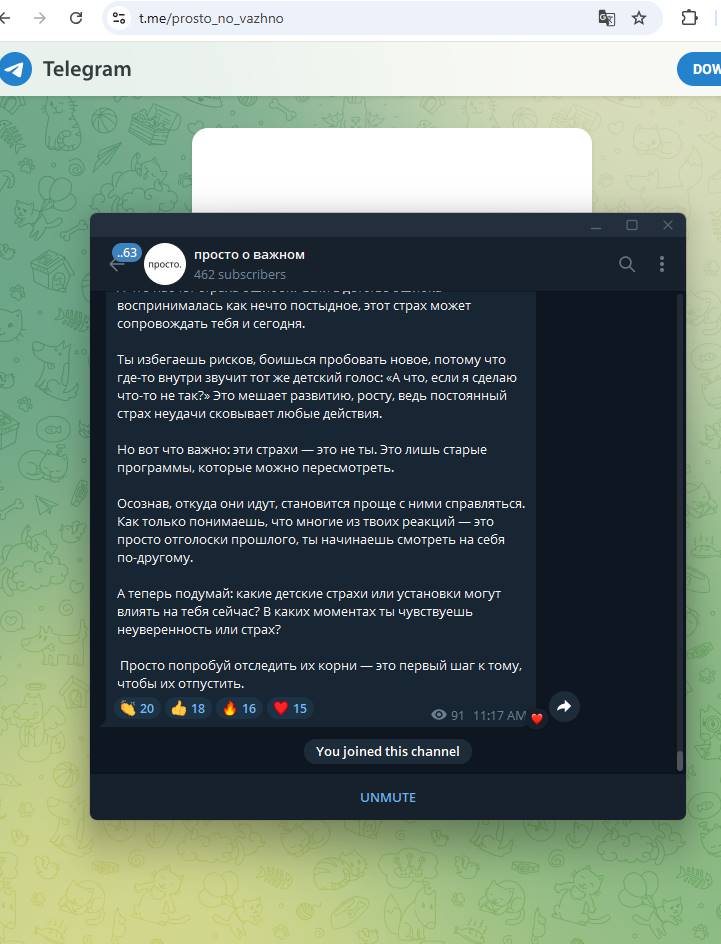 t.me/prosto_no_vazhno
Telegram
DOW
..63
просто.
просто о важном
462 subscribers
воспринималась как нечто постыдное, этот страх может
сопровождать тебя и сегодня.
Ты избегаешь рисков, боишься пробовать новое, потому что
где-то внутри звучит тот же детский голос: «А что, если я сделаю
что-то не так?» Это мешает развитию, росту, ведь постоянный
страх неудачи сковывает любые действия.
Но вот что важно: эти страхи — это не ты. Это лишь старые
программы, которые можно пересмотреть.
Осознав, откуда они идут, становится проще с ними справляться.
Как только понимаешь, что многие из твоих реакций — это
просто отголоски прошлого, ты начинаешь смотреть на себя
по-другому.
А теперь подумай: какие детские страхи или установки могут
влиять на тебя сейчас? В каких моментах ты чувствуешь
неуверенность или страх?
Просто попробуй отследить их корни — это первый шаг к тому,
чтобы их отпустить.
👏 20 👍 18 🔥 16 ❤️ 15
91 11:17 AM
You joined this channel
UNMUTE